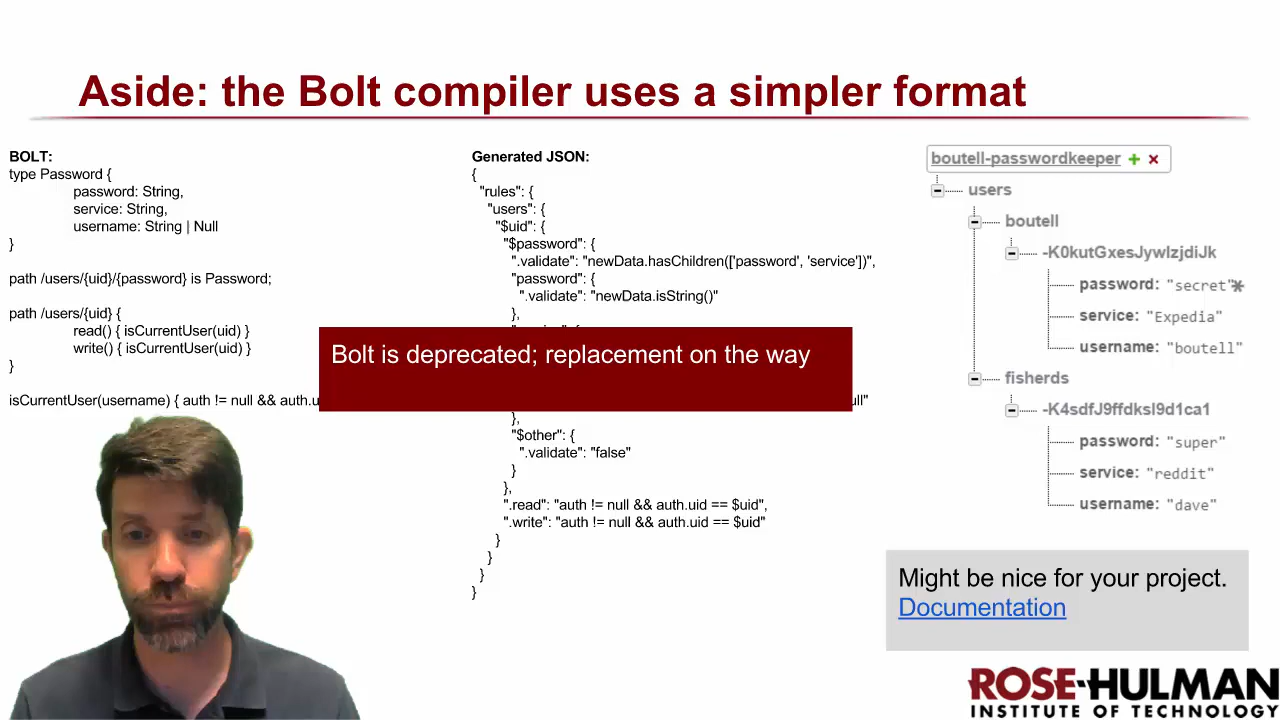 Aside: the Bolt compiler uses a simpler format
BOLT:
type Password {
password: String,
service: String,
username: String | Null
}
path /users/{uid}/{password} is Password;
path /users/{uid} {
read() { isCurrentUser(uid) }
write() { isCurrentUser(uid) }
}
isCurrentUser(username) { auth != null && auth.u
Generated JSON:
{
"rules": {
"users": {
"$uid": {
"$password": {
".validate": "newData.hasChildren(['password', 'service'])",
"password": {
".validate": "newData.isString()"
},
Bolt is deprecated; replacement on the way
ull"
},
"$other": {
".validate": "false"
}
},
".read": "auth != null && auth.uid == $uid",
".write": "auth != null && auth.uid == $uid"
}
}
}
}
boutell-passwordkeeper + x
users
boutell
-K0kutGxesJywIzjdiJk
password: "secret"*
service: "Expedia"
username: "boutell"
fisherds
-K4sdfJ9ffdksl9d1ca1
password: "super"
service: "reddit"
username: "dave"
Might be nice for your project.
Documentation
ROSE-HULMAN
INSTITUTE OF TECHNOLOGY